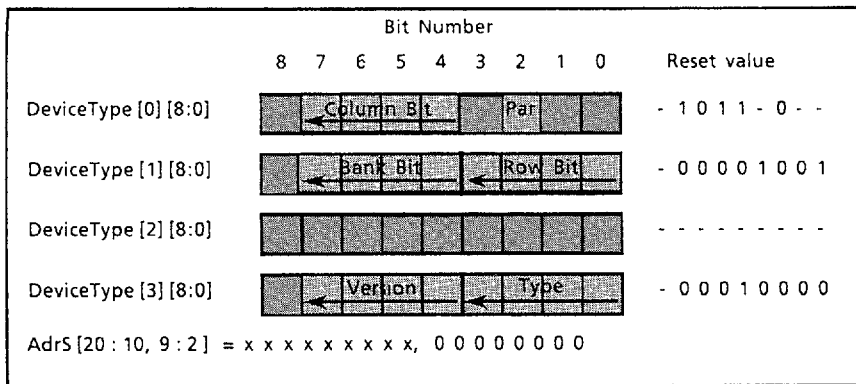 Bit Number
8 7 6 5 4 3 2 1 0 Reset value
DeviceType [0] [8:0] Column Bit Par - 1 0 1 1 - 0 - -
DeviceType [1] [8:0] Bank Bit Row Bit - 0 0 0 0 1 0 0 1
DeviceType [2] [8:0] - - - - - - - - -
DeviceType [3] [8:0] Version Type - 0 0 0 1 0 0 0 0
AdrS [20 : 10, 9 : 2 ] = x x x x x x x x x, 0 0 0 0 0 0 0 0